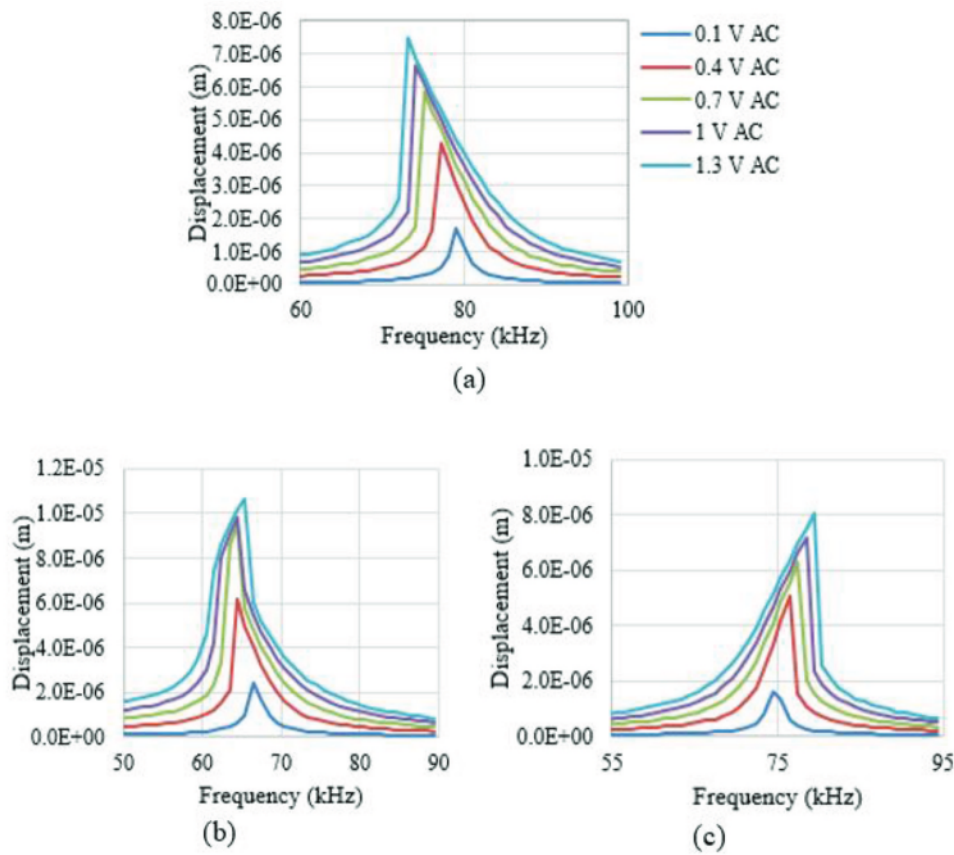 8.0E-06
7.0E-06
6.0E-06
5.0E-06
4.0E-06
3.0E-06
2.0E-06
1.0E-06
0.0E+00
Displacement (m)
60 80 100
Frequency (kHz)
0.1 V AC
0.4 V AC
0.7 V AC
1 V AC
1.3 V AC
(a)
1.2E-05
1.0E-05
8.0E-06
6.0E-06
4.0E-06
2.0E-06
0.0E+00
Displacement (m)
50 60 70 80 90
Frequency (kHz)
(b)
1.0E-05
8.0E-06
6.0E-06
4.0E-06
2.0E-06
0.0E+00
Displacement (m)
55 75 95
Frequency (kHz)
(c)